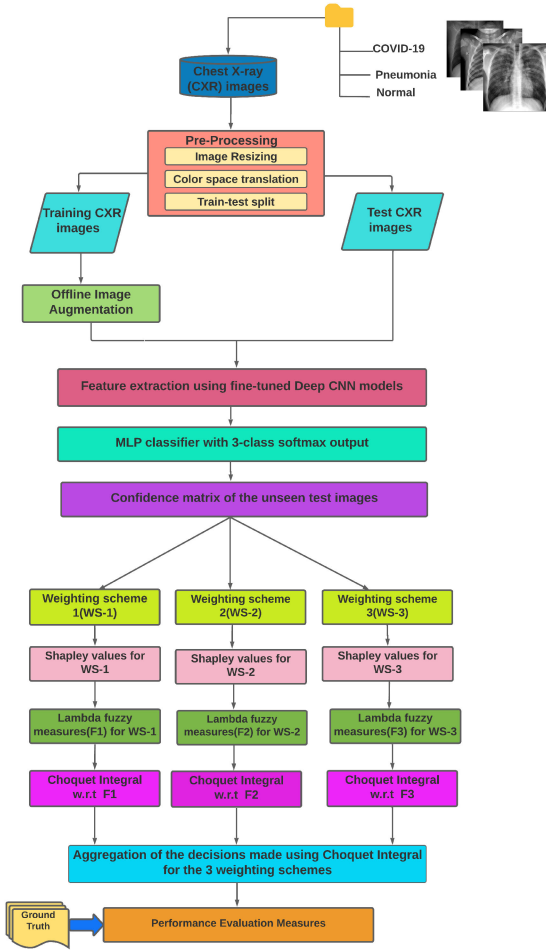 COVID-19
Pneumonia
Normal
Chest X-ray
(CXR) images
Pre-Processing
Image Resizing
Color space translation
Train-test split
Training CXR
images
Test CXR
images
Offline Image
Augmentation
Feature extraction using fine-tuned Deep CNN models
MLP classifier with 3-class softmax output
Confidence matrix of the unseen test images
Weighting scheme
1(WS-1)
Weighting scheme
2(WS-2)
Weighting scheme
3(WS-3)
Shapley values for
WS-1
Shapley values for
WS-2
Shapley values for
WS-3
Lambda fuzzy
measures(F1) for WS-1
Lambda fuzzy
measures(F2) for WS-2
Lambda fuzzy
measures(F3) for WS-3
Choquet Integral
w.r.t F1
Choquet Integral
w.r.t F2
Choquet Integral
w.r.t F3
Aggregation of the decisions made using Choquet Integral
for the 3 weighting schemes
Ground
Truth
Performance Evaluation Measures